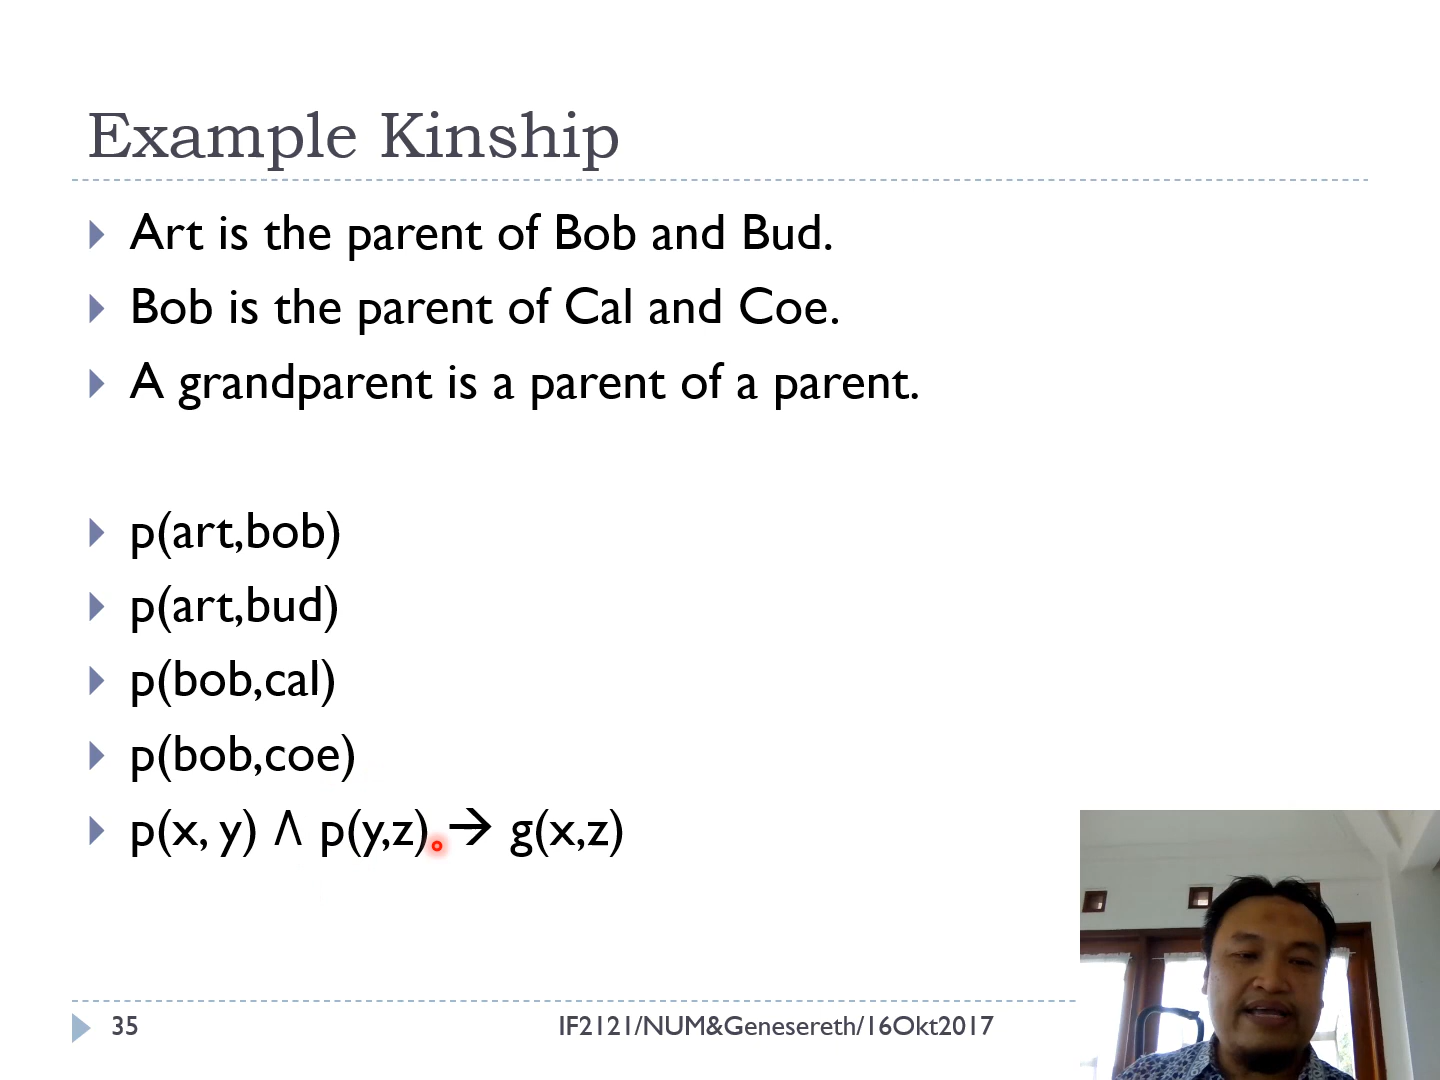 Example Kinship
Art is the parent of Bob and Bud.
Bob is the parent of Cal and Coe.
A grandparent is a parent of a parent.
p(art,bob)
p(art,bud)
p(bob,cal)
p(bob,coe)
p(x, y) ∧ p(y,z) → g(x,z)
35
IF2121/NUM&Genesereth/16Okt2017